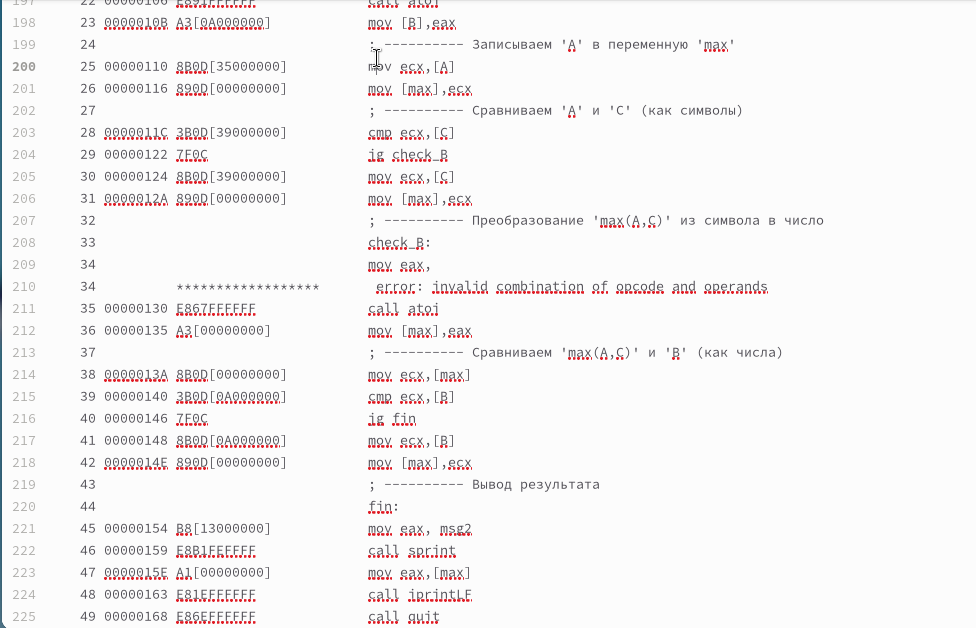 197 22 00000106 E891FFFFFF call atoi
198 23 0000010B A3[0A000000] mov [B],eax
199 24 ; ---------- Записываем 'A' в переменную 'max'
200 25 00000110 8B0D[35000000] mov ecx,[A]
201 26 00000116 890D[00000000] mov [max],ecx
202 27 ; ---------- Сравниваем 'A' и 'С' (как символы)
203 28 0000011C 3B0D[39000000] cmp ecx,[C]
204 29 00000122 7F0C jg check_B
205 30 00000124 8B0D[39000000] mov ecx,[C]
206 31 0000012A 890D[00000000] mov [max],ecx
207 32 ; ---------- Преобразование 'max(A,C)' из символа в число
208 33 check_B:
209 34 mov eax,
210 34 ****************** error: invalid combination of opcode and operands
211 35 00000130 E867FFFFFF call atoi
212 36 00000135 A3[00000000] mov [max],eax
213 37 ; ---------- Сравниваем 'max(A,C)' и 'B' (как числа)
214 38 0000013A 8B0D[00000000] mov ecx,[max]
215 39 00000140 3B0D[0A000000] cmp ecx,[B]
216 40 00000146 7F0C jg fin
217 41 00000148 8B0D[0A000000] mov ecx,[B]
218 42 0000014E 890D[00000000] mov [max],ecx
219 43 ; ---------- Вывод результата
220 44 fin:
221 45 00000154 B8[13000000] mov eax, msg2
222 46 00000159 E8B1FEFFFF call sprint
223 47 0000015E A1[00000000] mov eax,[max]
224 48 00000163 E81EFFFFFF call iprintLF
225 49 00000168 E86EFFFFFF call quit